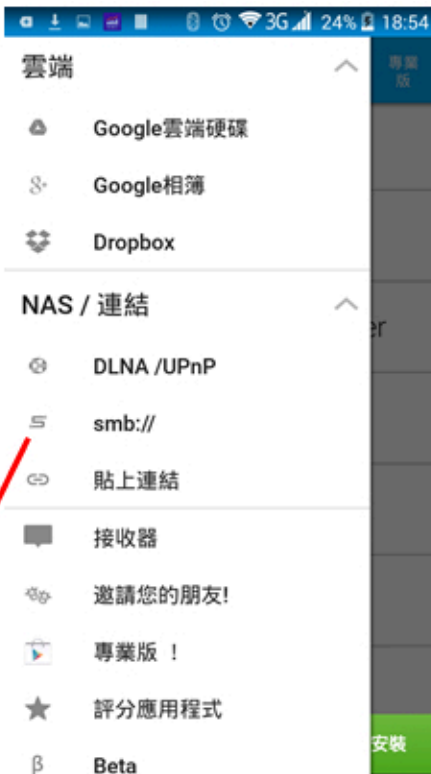 3G 24% 18:54
雲端
專業
版
Google雲端硬碟
Google相簿
Dropbox
NAS / 連結
er
DLNA /UPnP
smb://
貼上連結
接收器
邀請您的朋友!
專業版 !
評分應用程式
安裝
β Beta